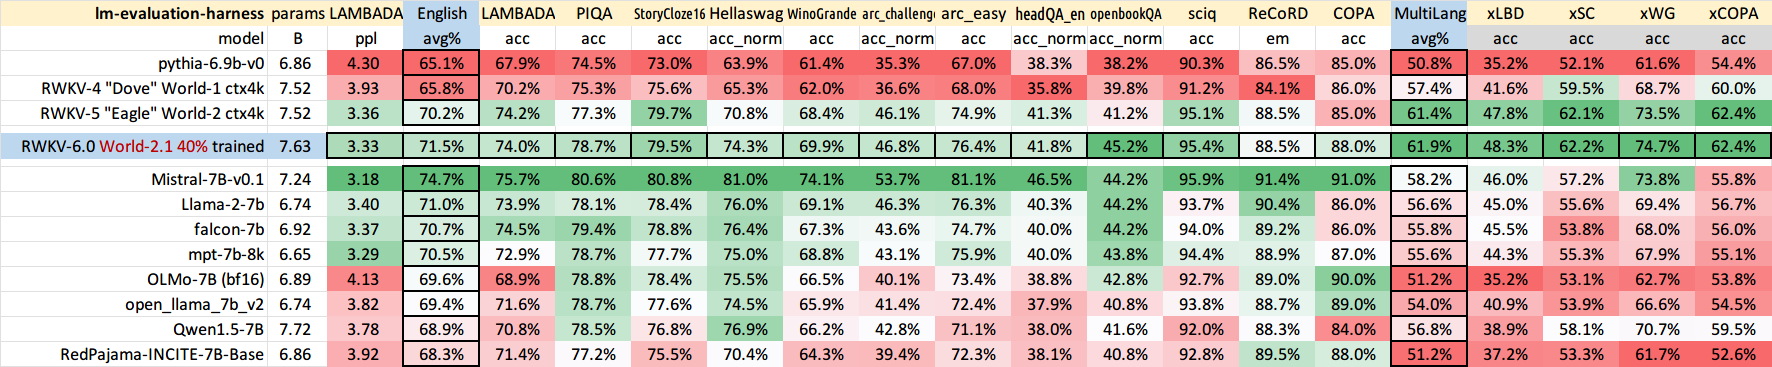 lm-evaluation-harness params LAMBADA English LAMBADA PIQA StoryCloze16 Hellaswag WinoGrande arc_challenge arc_easy headQA_en openbookQA sciq ReCoRD COPA MultiLang xLBD xSC xWG xCOPA
model B ppl avg% acc acc acc acc_norm acc acc_norm acc acc_norm acc_norm acc em acc avg% acc acc acc acc
pythia-6.9b-v0 6.86 4.30 65.1% 67.9% 74.5% 73.0% 63.9% 61.4% 35.3% 67.0% 38.3% 38.2% 90.3% 86.5% 85.0% 50.8% 35.2% 52.1% 61.6% 54.4%
RWKV-4 "Dove" World-1 ctx4k 7.52 3.93 65.8% 70.2% 75.3% 75.6% 65.3% 62.0% 36.6% 68.0% 35.8% 39.8% 91.2% 84.1% 86.0% 57.4% 41.6% 59.5% 68.7% 60.0%
RWKV-5 "Eagle" World-2 ctx4k 7.52 3.36 70.2% 74.2% 77.3% 79.7% 70.8% 68.4% 46.1% 74.9% 41.3% 41.2% 95.1% 88.5% 85.0% 61.4% 47.8% 62.1% 73.5% 62.4%
RWKV-6.0 World-2.1 40% trained 7.63 3.33 71.5% 74.0% 78.7% 79.5% 74.3% 69.9% 46.8% 76.4% 41.8% 45.2% 95.4% 88.5% 88.0% 61.9% 48.3% 62.2% 74.7% 62.4%
Mistral-7B-v0.1 7.24 3.18 74.7% 75.7% 80.6% 80.8% 81.0% 74.1% 53.7% 81.1% 46.5% 44.2% 95.9% 91.4% 91.0% 58.2% 46.0% 57.2% 73.8% 55.8%
Llama-2-7b 6.74 3.40 71.0% 73.9% 78.1% 78.4% 76.0% 69.1% 46.3% 76.3% 40.3% 44.2% 93.7% 90.4% 86.0% 56.6% 45.0% 55.6% 69.4% 56.7%
falcon-7b 6.92 3.37 70.7% 74.5% 79.4% 78.8% 76.4% 67.3% 43.6% 74.7% 40.0% 44.2% 94.0% 89.2% 86.0% 55.8% 45.5% 53.8% 68.0% 56.0%
mpt-7b-8k 6.65 3.29 70.5% 72.9% 78.7% 77.7% 75.0% 68.8% 43.1% 75.9% 40.0% 43.8% 94.4% 88.9% 87.0% 55.6% 44.3% 55.3% 67.9% 55.1%
OLMo-7B (bf16) 6.89 4.13 69.6% 68.9% 78.8% 78.4% 75.5% 66.5% 40.1% 73.4% 38.8% 42.8% 92.7% 89.0% 90.0% 51.2% 35.2% 53.1% 62.7% 53.8%
open_llama_7b_v2 6.74 3.82 69.4% 71.6% 78.7% 77.6% 74.5% 65.9% 41.4% 72.4% 37.9% 40.8% 93.8% 88.7% 89.0% 54.0% 40.9% 53.9% 66.6% 54.5%
Qwen1.5-7B 7.72 3.78 68.9% 70.8% 78.5% 76.8% 76.9% 66.2% 42.8% 71.1% 38.0% 41.6% 92.0% 88.3% 84.0% 56.8% 38.9% 58.1% 70.7% 59.5%
RedPajama-INCITE-7B-Base 6.86 3.92 68.3% 71.4% 77.2% 75.5% 70.4% 64.3% 39.4% 72.3% 38.1% 40.8% 92.8% 89.5% 88.0% 51.2% 37.2% 53.3% 61.7% 52.6%